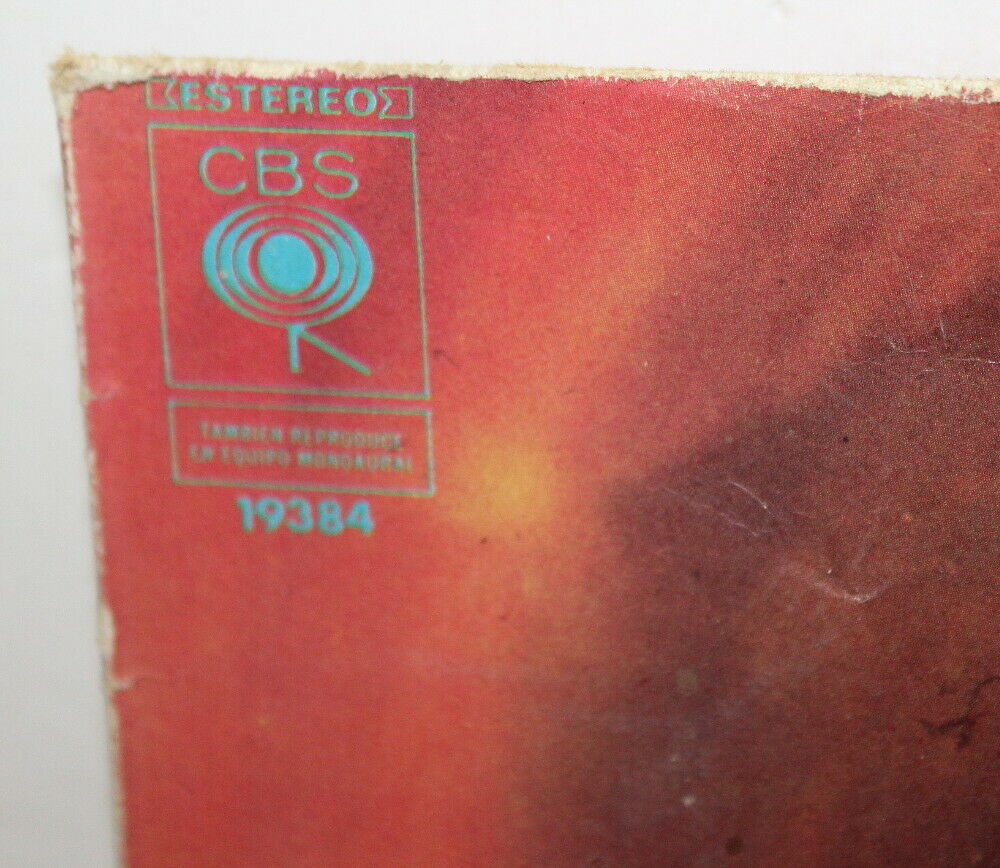 ESTEREO
CBS
TAMBIEN REPRODUCE
EN EQUIPO MONOAURAL
19384